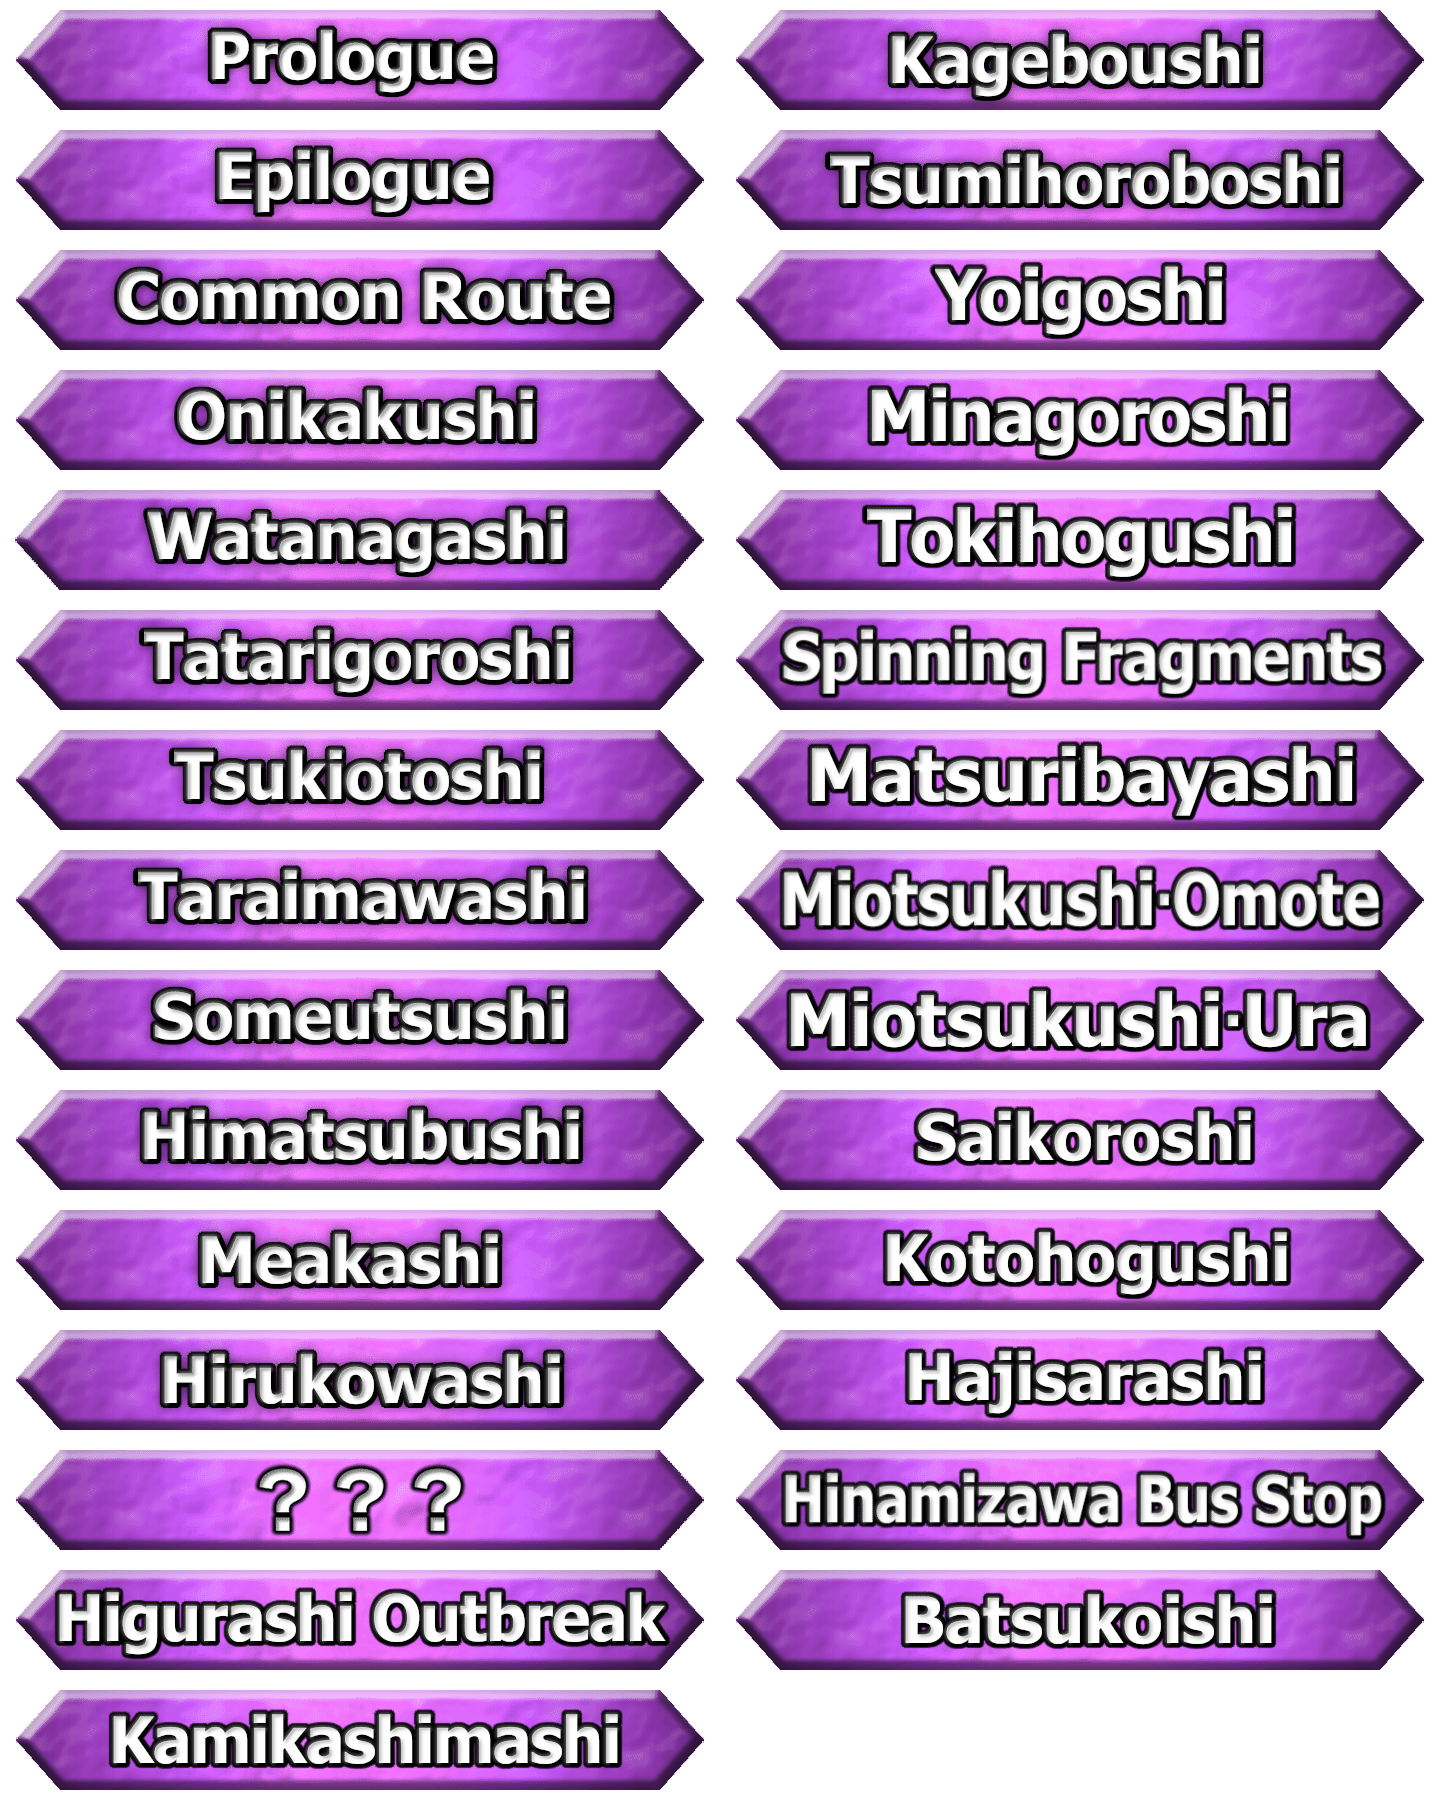 Prologue
Epilogue
Common Route
Onikakushi
Watanagashi
Tatarigoroshi
Tsukiotoshi
Taraimawashi
Someutsushi
Himatsubushi
Meakashi
Hirukowashi
？？？
Higurashi Outbreak
Kamikashimashi
Kageboushi
Tsumihoroboshi
Yoigoshi
Minagoroshi
Tokihogushi
Spinning Fragments
Matsuribayashi
Miotsukushi·Omote
Miotsukushi·Ura
Saikoroshi
Kotohogushi
Hajisarashi
Hinamizawa Bus Stop
Batsukoishi